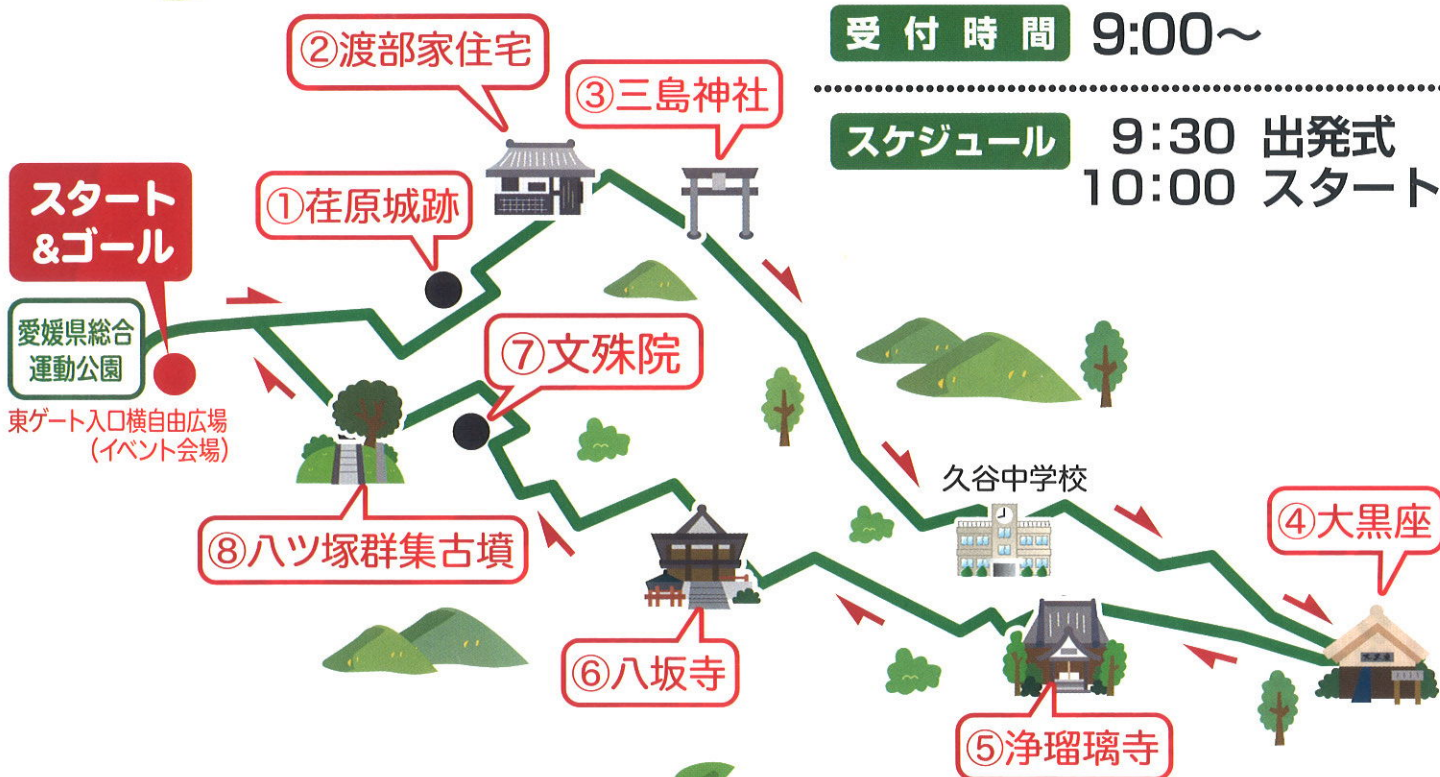 受付時間 9:00〜
スケジュール 9:30 出発式
10:00 スタート
②渡部家住宅
③三島神社
①荏原城跡
スタート
&ゴール
愛媛県総合
運動公園
東ゲート入口横自由広場
(イベント会場)
⑦文殊院
久谷中学校
④大黒座
⑧八ツ塚群集古墳
⑥八坂寺
大黒座
⑤浄瑠璃寺